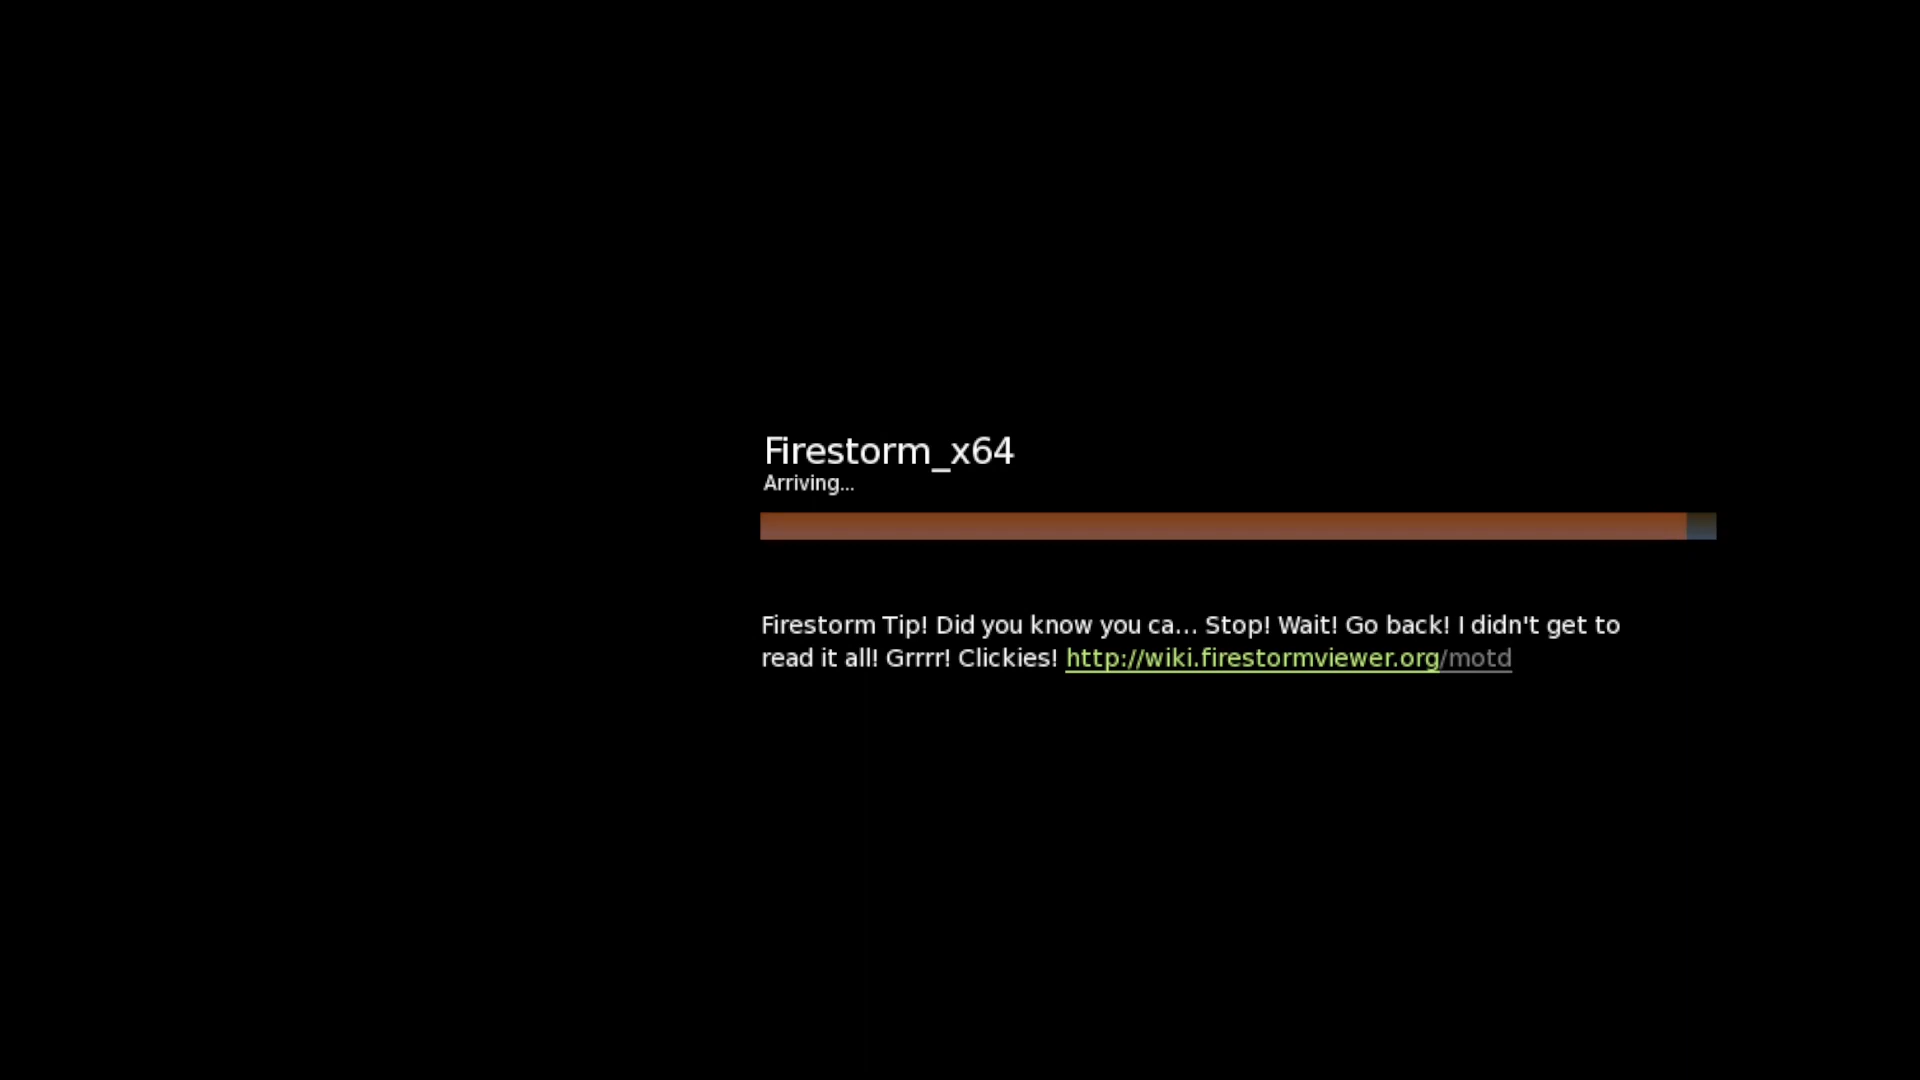 Firestorm_x64
Arriving...
Firestorm Tip! Did you know you ca... Stop! Wait! Go back! I didn't get to
read it all! Grrrr! Clickies! http://wiki.firestormviewer.org/motd